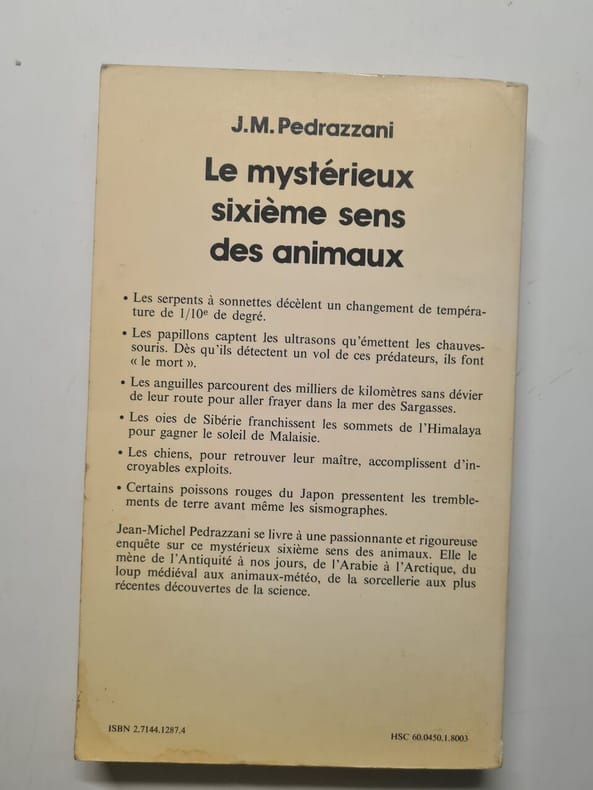 J.M. Pedrazzani
Le mystérieux
sixième sens
des animaux
• Les serpents à sonnettes décèlent un changement de tempéra-
ture de 1/10e de degré.
• Les papillons captent les ultrasons qu'émettent les chauves-
souris. Dès qu'ils détectent un vol de ces prédateurs, ils font
« le mort ».
• Les anguilles parcourent des milliers de kilomètres sans dévier
de leur route pour aller frayer dans la mer des Sargasses.
• Les oies de Sibérie franchissent les sommets de l'Himalaya
pour gagner le soleil de Malaisie.
• Les chiens, pour retrouver leur maître, accomplissent d'in-
croyables exploits.
• Certains poissons rouges du Japon pressentent les tremble-
ments de terre avant même les sismographes.
Jean-Michel Pedrazzani se livre à une passionnante et rigoureuse
enquête sur ce mystérieux sixième sens des animaux. Elle le
mène de l'Antiquité à nos jours, de l'Arabie à l'Arctique, du
loup médiéval aux animaux-météo, de la sorcellerie aux plus
récentes découvertes de la science.
ISBN 2.7144.1287.4
HSC 60.0450.1.8003